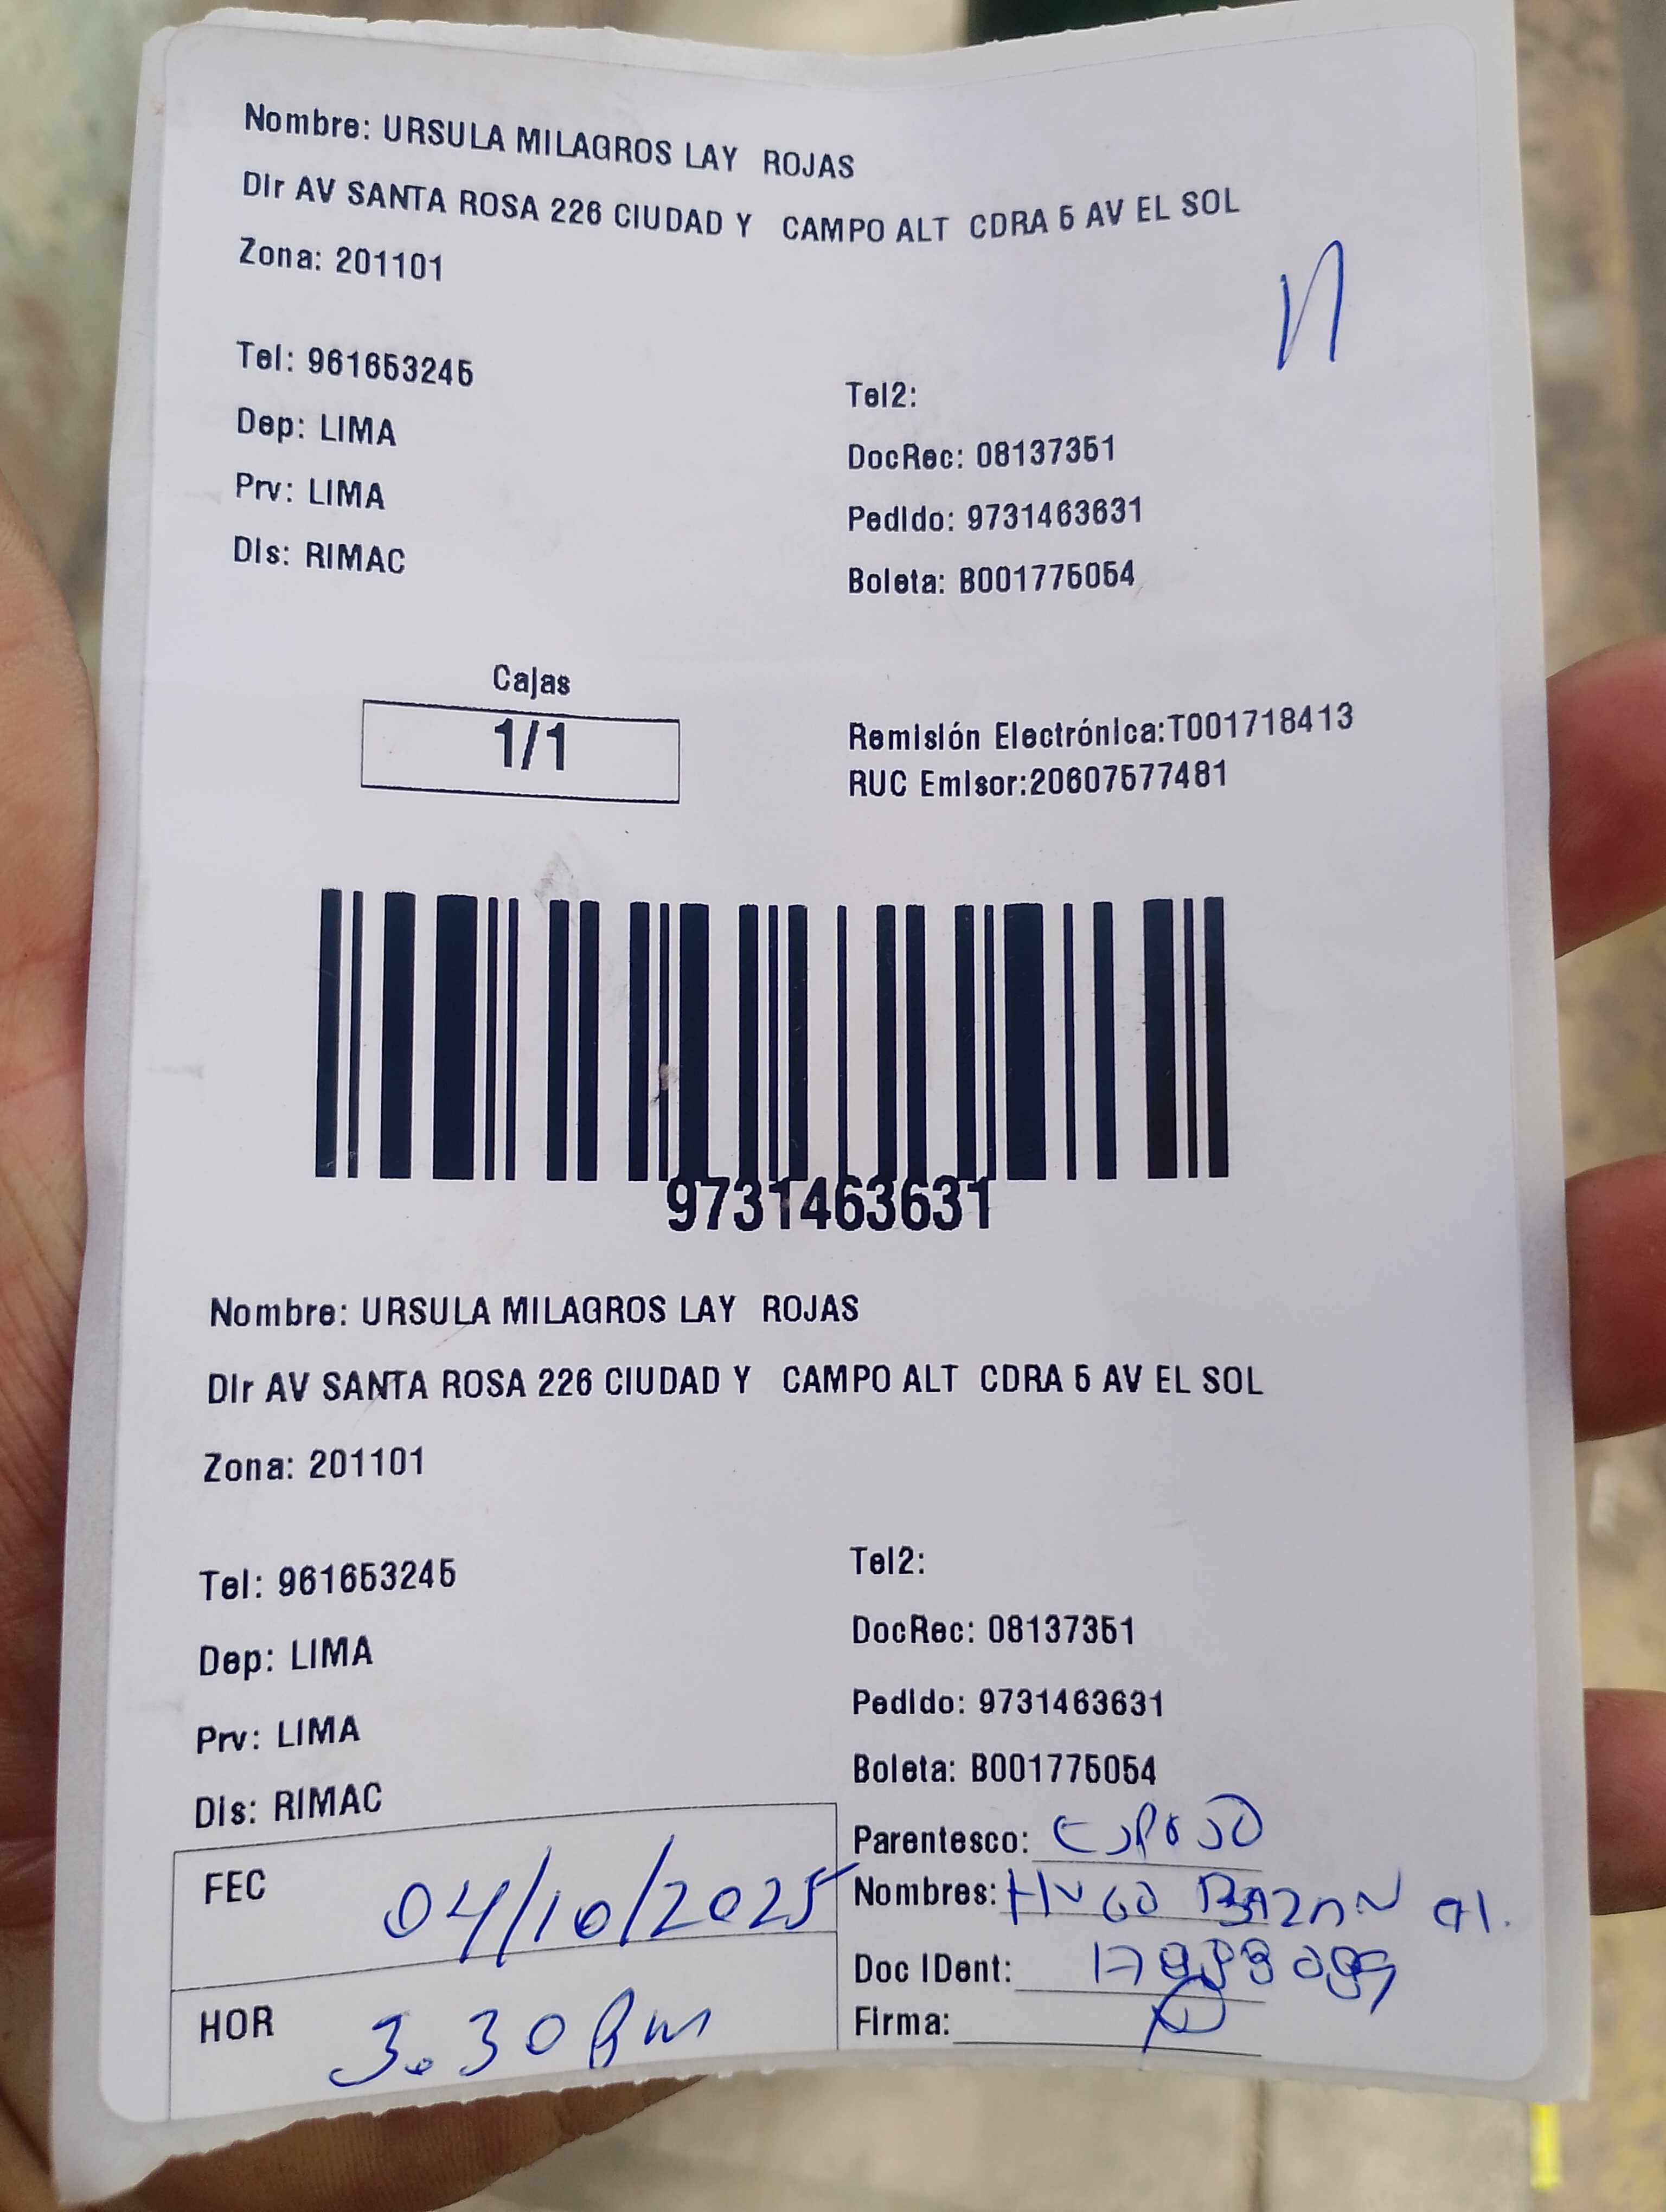 Nombre: URSULA MILAGROS LAY ROJAS
Dir AV SANTA ROSA 226 CIUDAD Y CAMPO ALT CDRA 5 AV EL SOL
Zona: 201101
Tel: 961653245
Dep: LIMA
Prv: LIMA
Dis: RIMAC
Tel2:
DocRec: 08137351
Pedido: 9731463631
Boleta: B001775054
Cajas
1/1
Remisión Electrónica:T001718413
RUC Emisor:20607577481
9731463631
Nombre: URSULA MILAGROS LAY ROJAS
Dir AV SANTA ROSA 226 CIUDAD Y CAMPO ALT CDRA 5 AV EL SOL
Zona: 201101
Tel: 961653245
Dep: LIMA
Prv: LIMA
Dis: RIMAC
Tel2:
DocRec: 08137351
Pedido: 9731463631
Boleta: B001775054
Parentesco: ESPOSO
Nombres: HUGO BAZAN
Doc IDent:
Firma:
FEC 04/10/2025
HOR 3.30 Pm